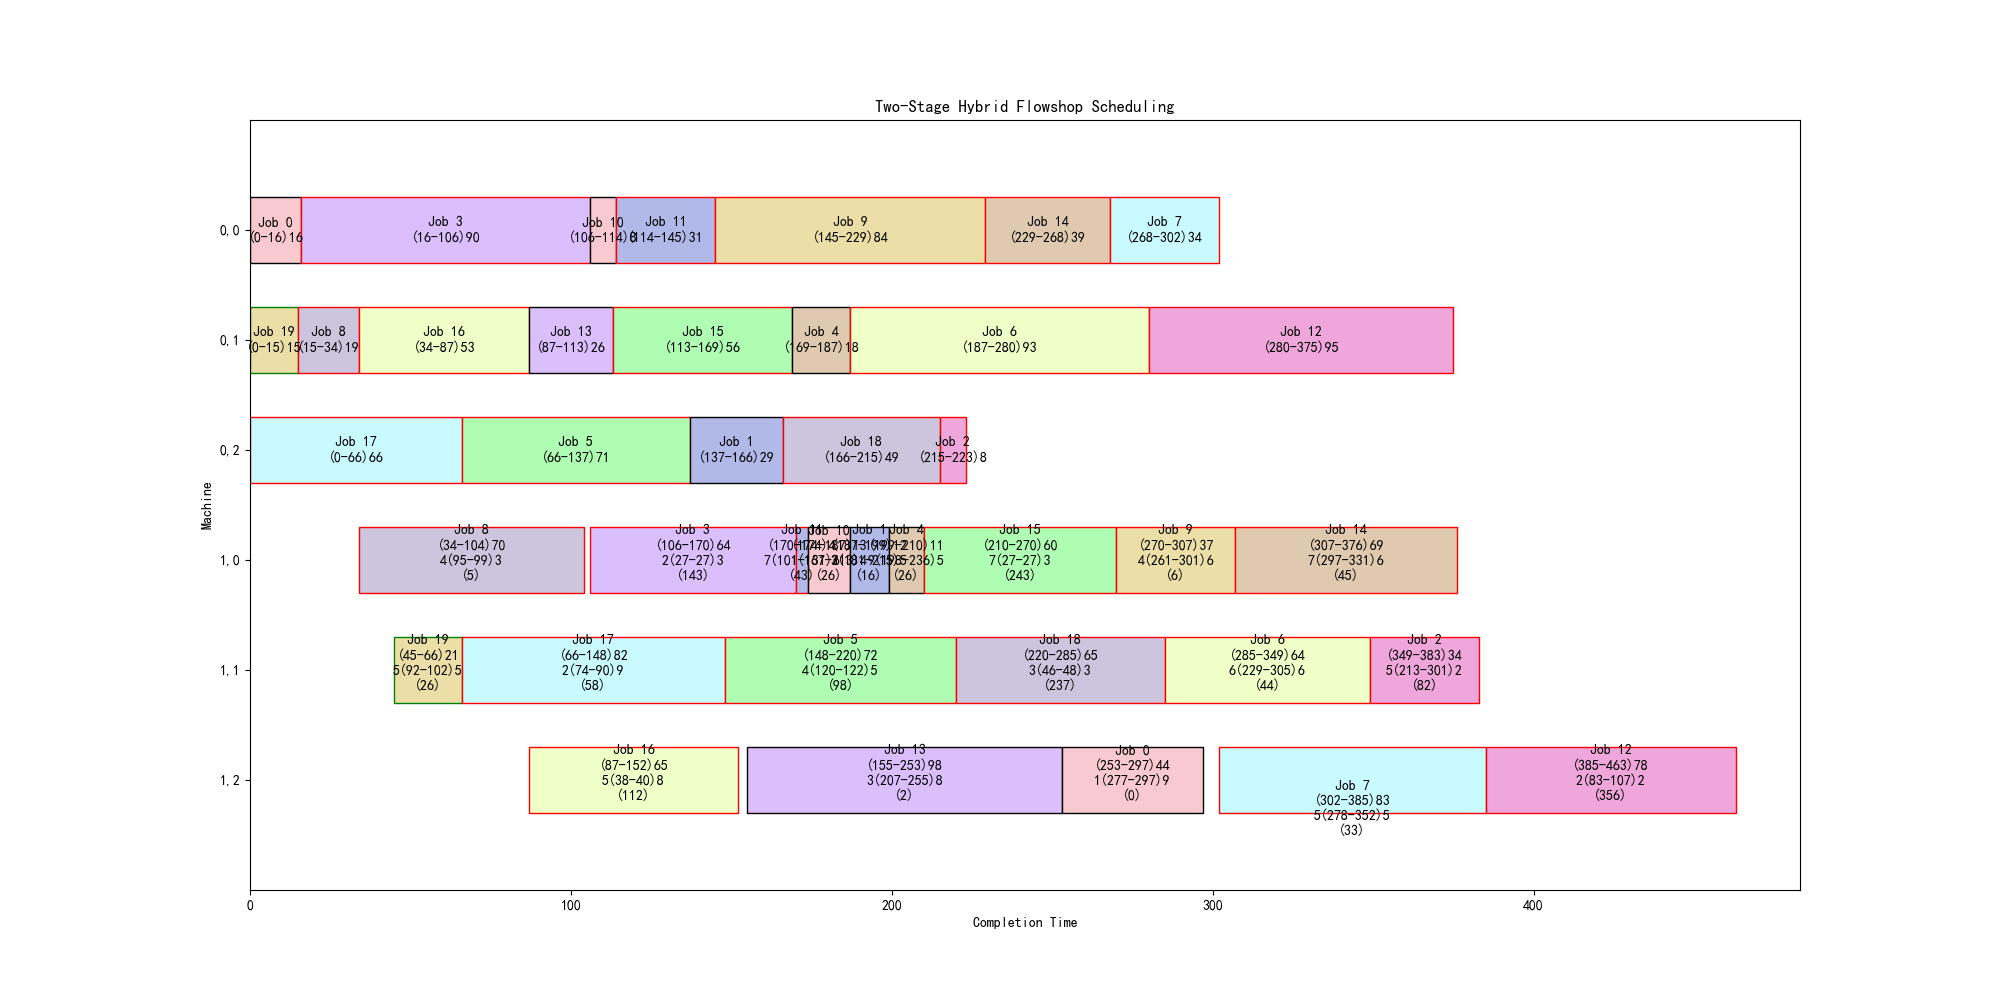 Two-Stage Hybrid Flowshop Scheduling
Machine
0,0
Job 0
(0-16)16
Job 3
(16-106)90
Job 10
(106-114)8
Job 11
(114-145)31
Job 9
(145-229)84
Job 14
(229-268)39
Job 7
(268-302)34
0,1
Job 19
(0-15)15
Job 8
(15-34)19
Job 16
(34-87)53
Job 13
(87-113)26
Job 15
(113-169)56
Job 4
(169-187)18
Job 6
(187-280)93
Job 12
(280-375)95
0,2
Job 17
(0-66)66
Job 5
(66-137)71
Job 1
(137-166)29
Job 18
(166-215)49
Job 2
(215-223)8
1,0
Job 8
(34-104)70
4(95-99)3
(5)
Job 3
(106-170)64
2(27-27)3
(143)
Job 11
(43)
Job 10
(26)
Job 1
(16)
Job 4
(26)
Job 15
(210-270)60
7(27-27)3
(243)
Job 9
(270-307)37
4(261-301)6
(6)
Job 14
(307-376)69
7(297-331)6
(45)
1,1
Job 19
(45-66)21
5(92-102)5
(26)
Job 17
(66-148)82
2(74-90)9
(58)
Job 5
(148-220)72
4(120-122)5
(98)
Job 18
(220-285)65
3(46-48)3
(237)
Job 6
(285-349)64
6(229-305)6
(44)
Job 2
(349-383)34
5(213-301)2
(82)
1,2
Job 16
(87-152)65
5(38-40)8
(112)
Job 13
(155-253)98
3(207-255)8
(2)
Job 0
(253-297)44
1(277-297)9
(0)
Job 7
(302-385)83
5(278-352)5
(33)
Job 12
(385-463)78
2(83-107)2
(356)
0
100
200
300
400
Completion Time